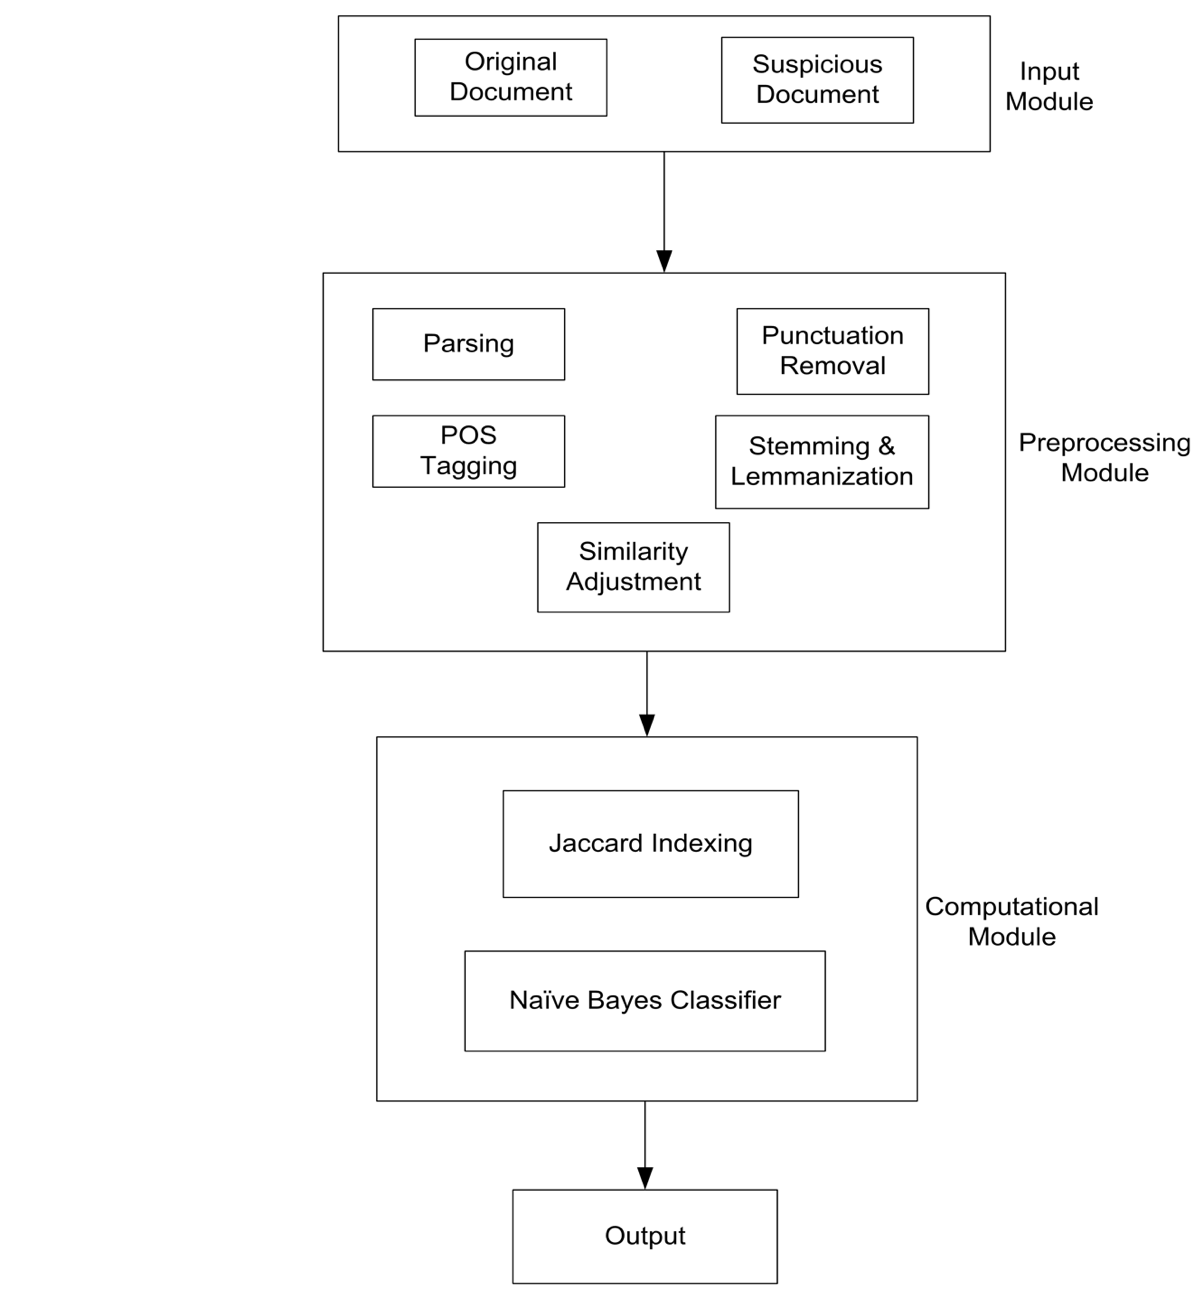 Original
Document
Suspicious
Document
Input
Module
Parsing
Punctuation
Removal
POS
Tagging
Stemming &
Lemmanization
Similarity
Adjustment
Preprocessing
Module
Jaccard Indexing
Naïve Bayes Classifier
Computational
Module
Output